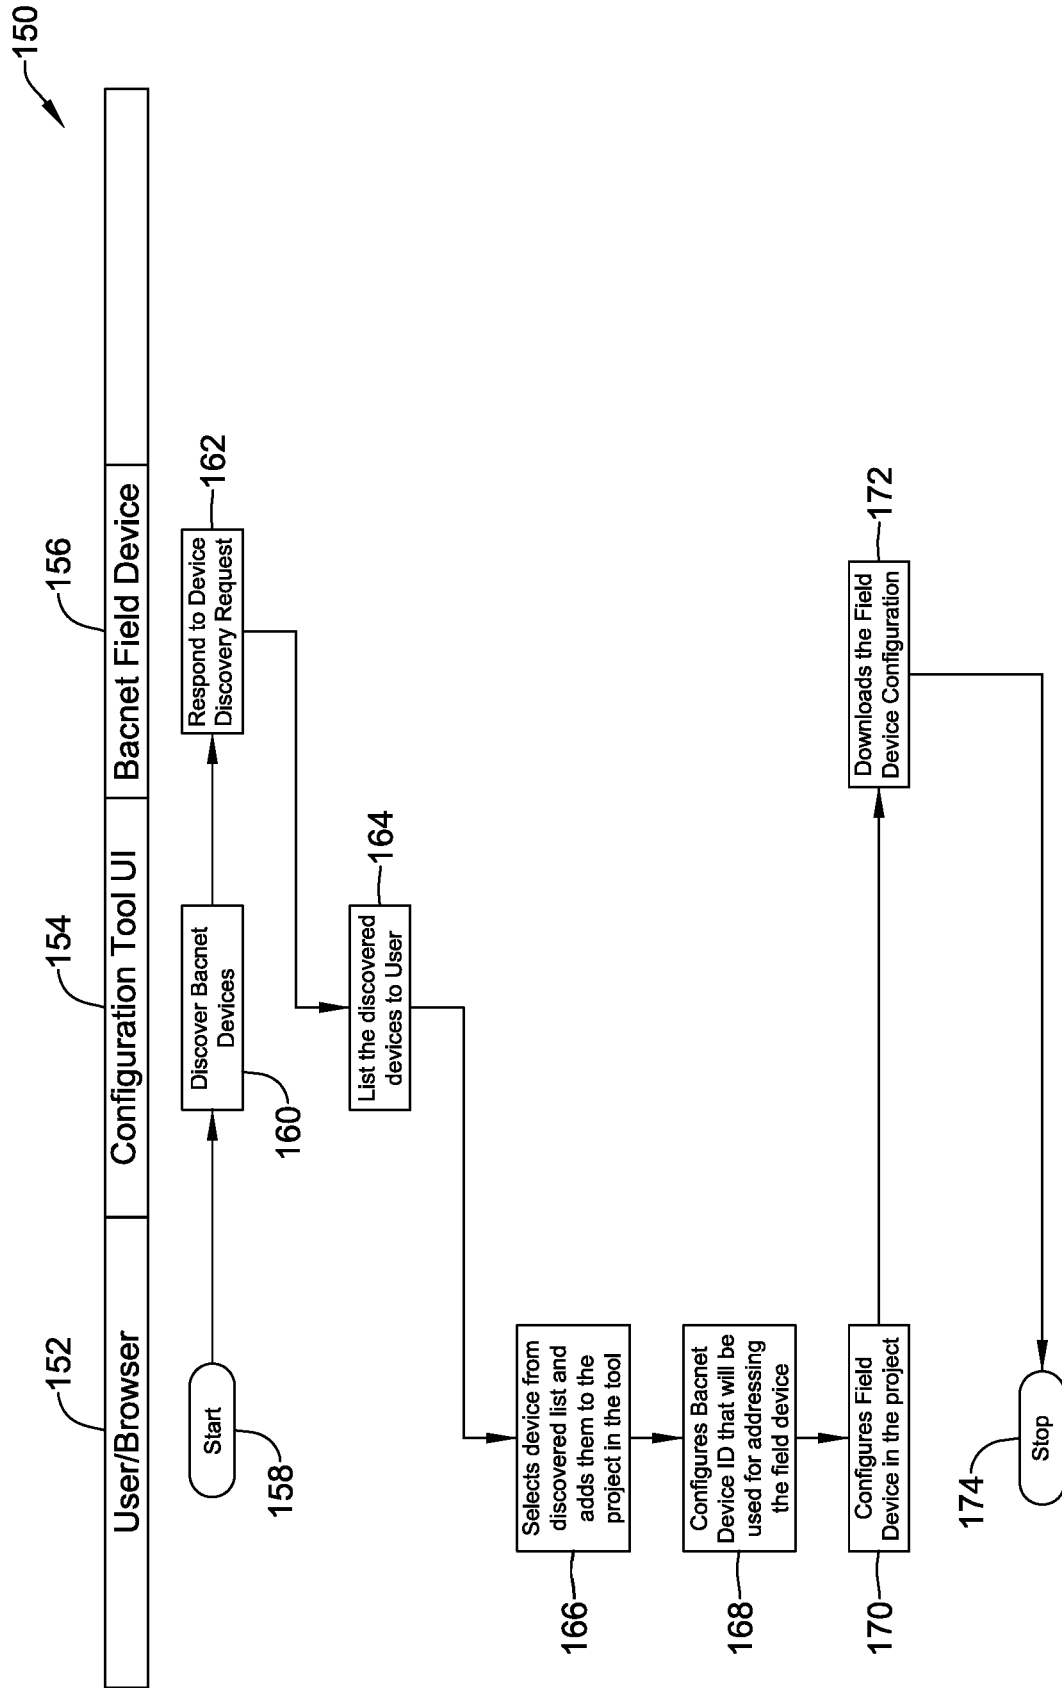 150
152
154
156
User/Browser
Configuration Tool UI
Bacnet Field Device
Start
158
Discover Bacnet
Devices
160
Respond to Device
Discovery Request
162
List the discovered
devices to User
164
Selects device from
discovered list and
adds them to the
project in the tool
166
Configures Bacnet
Device ID that will be
used for addressing
the field device
168
Configures Field
Device in the project
170
Downloads the Field
Device Configuration
172
Stop
174